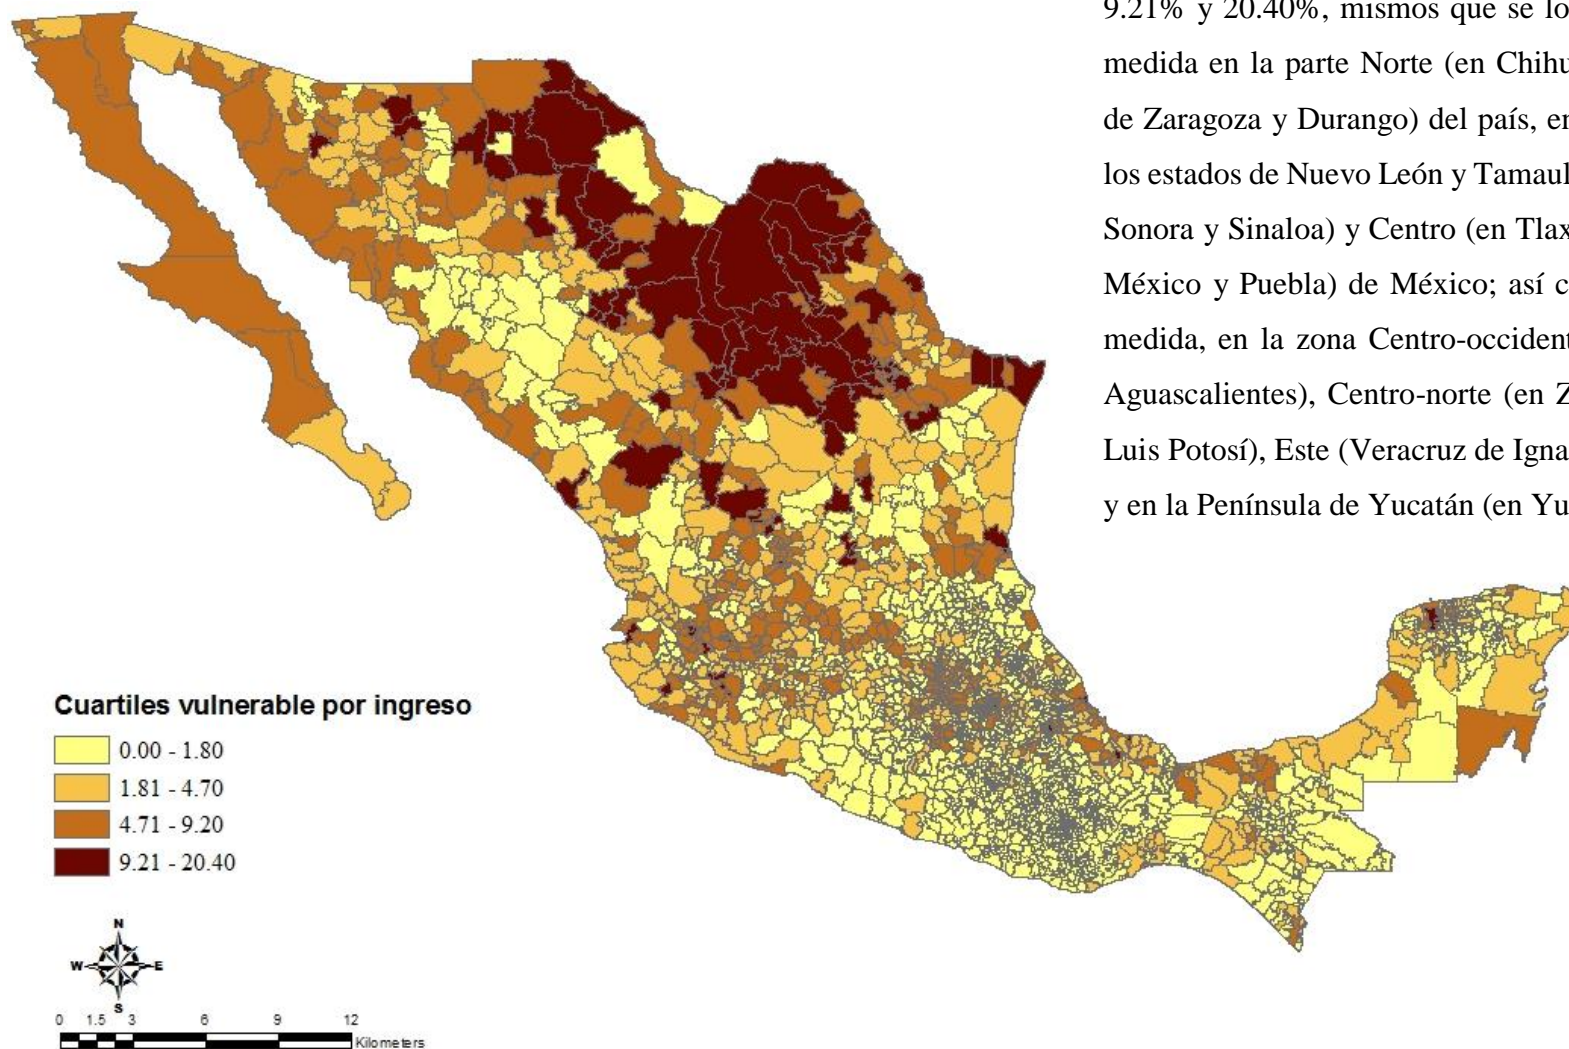 9.21% y 20.40%, mismos que se lo
medida en la parte Norte (en Chihu
de Zaragoza y Durango) del país, en
los estados de Nuevo León y Tamaul
Sonora y Sinaloa) y Centro (en Tlax
México y Puebla) de México; así c
medida, en la zona Centro-occident
Aguascalientes), Centro-norte (en Z
Luis Potosí), Este (Veracruz de Igna
y en la Península de Yucatán (en Yu
Cuartiles vulnerable por ingreso
0.00 - 1.80
1.81 - 4.70
4.71 - 9.20
9.21 - 20.40
N
W E
S
0 1.5 3 6 9 12
Kilometers